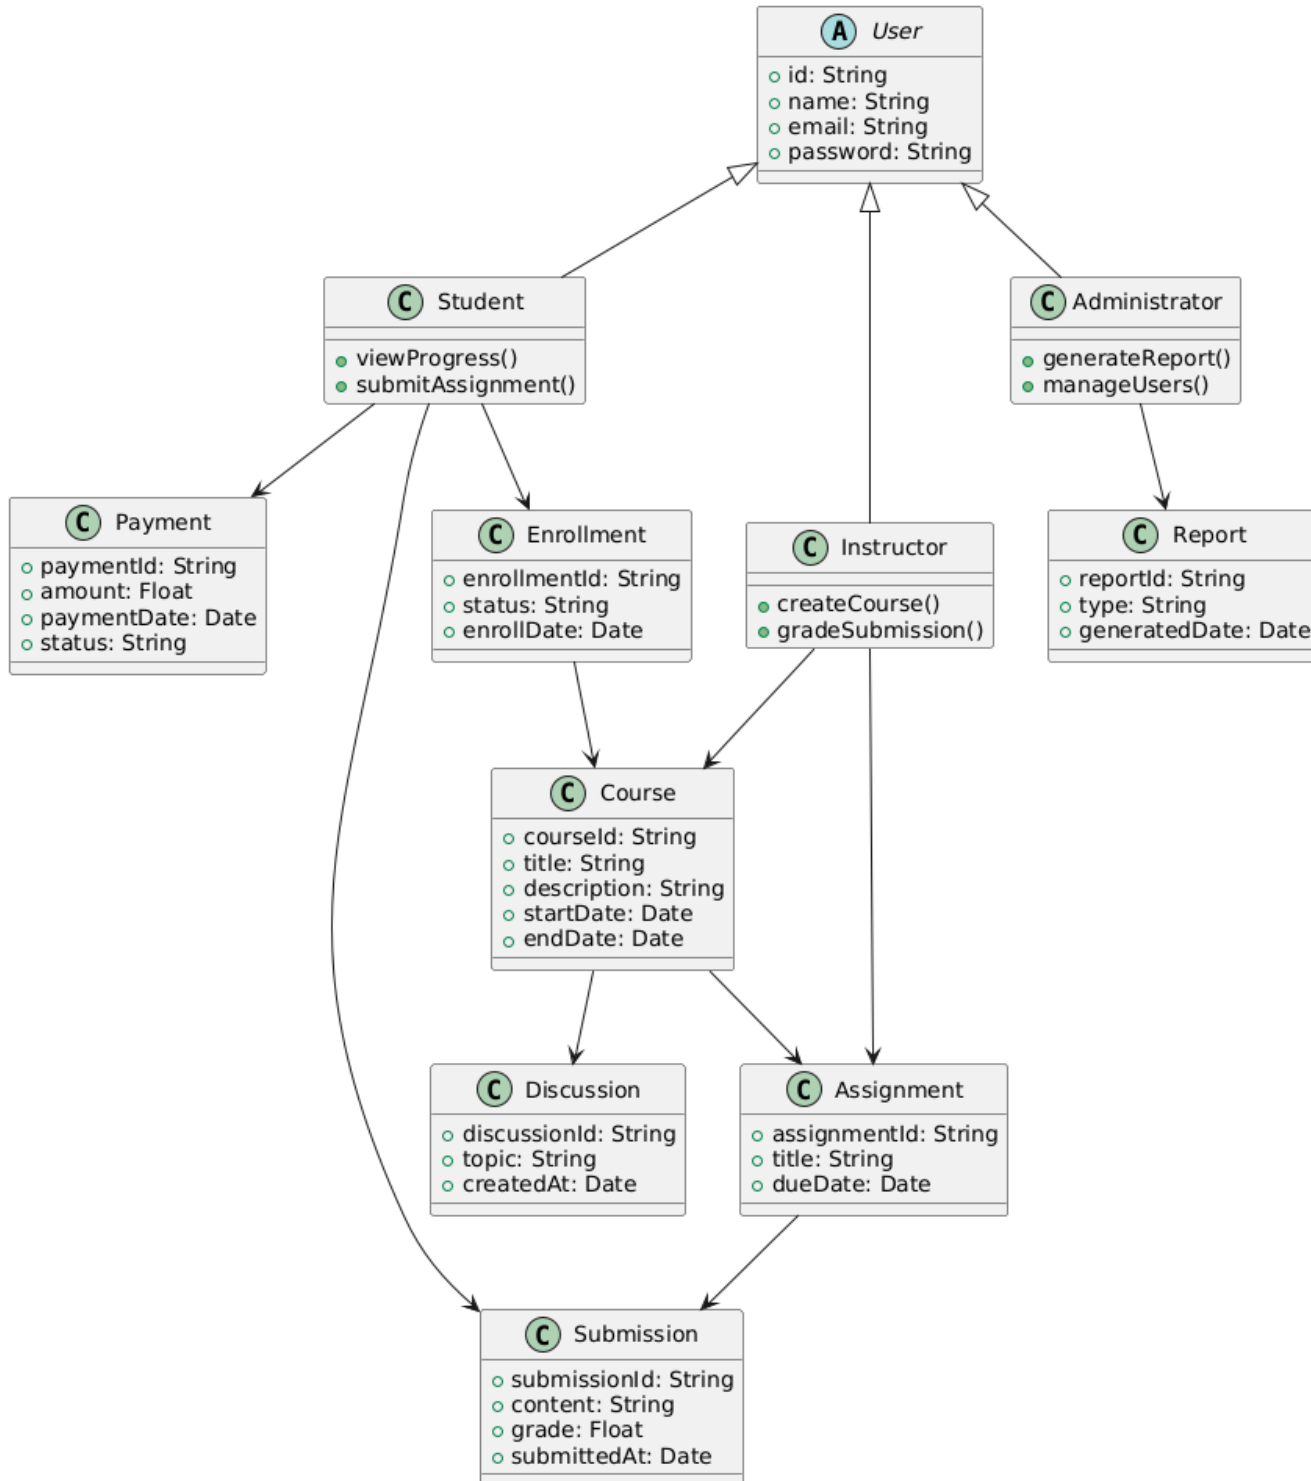 A User
id: String
name: String
email: String
password: String
C Student
viewProgress()
submitAssignment()
C Administrator
generateReport()
manageUsers()
C Payment
paymentId: String
amount: Float
paymentDate: Date
status: String
C Enrollment
enrollmentId: String
status: String
enrollDate: Date
C Instructor
createCourse()
gradeSubmission()
C Report
reportId: String
type: String
generatedDate: Date
C Course
courseId: String
title: String
description: String
startDate: Date
endDate: Date
C Discussion
discussionId: String
topic: String
createdAt: Date
C Assignment
assignmentId: String
title: String
dueDate: Date
C Submission
submissionId: String
content: String
grade: Float
submittedAt: Date